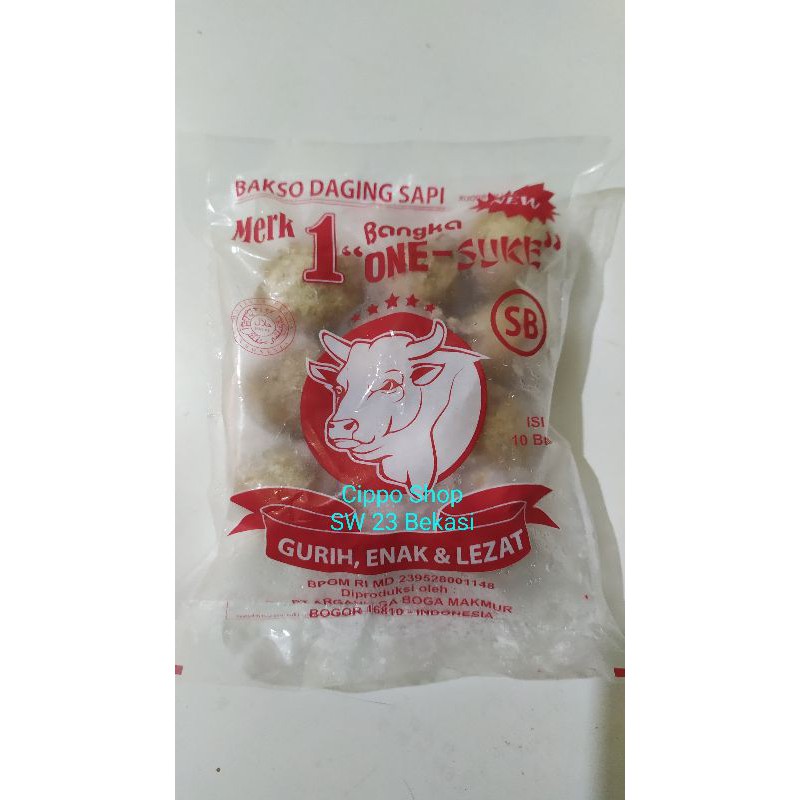 BAKSO DAGING SAPI
NEW
Merk 1 Bangka
"ONE-SUKE"
SB
ISI
10 B
Cippo Shop
SW 23 Bekasi
GURIH, ENAK & LEZAT
BPOM RI MD 239528001148
Diproduksi oleh :
BOGA MAKMUR
BOGOR 16810 - INDONESIA